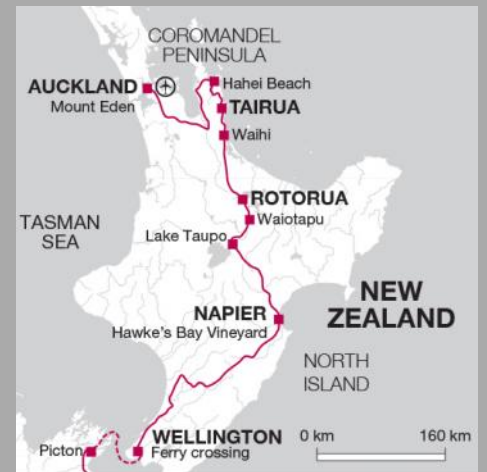 COROMANDEL
PENINSULA
AUCKLAND
Mount Eden
Hahei Beach
TAIRUA
Waihi
ROTORUA
Waiotapu
TASMAN
SEA
Lake Taupo
NEW
ZEALAND
NAPIER
Hawke's Bay Vineyard
NORTH
ISLAND
WELLINGTON
Ferry crossing
Picton
0 km 160 km